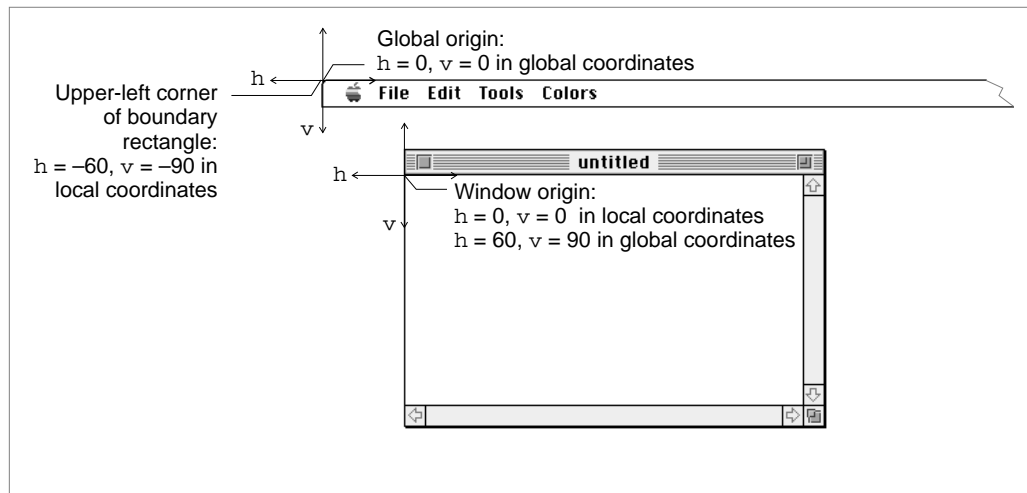 Global origin:
h = 0, v = 0 in global coordinates
h
File Edit Tools Colors
Upper-left corner
of boundary
rectangle:
h = –60, v = –90 in
local coordinates
v
untitled
h
Window origin:
h = 0, v = 0 in local coordinates
h = 60, v = 90 in global coordinates
v